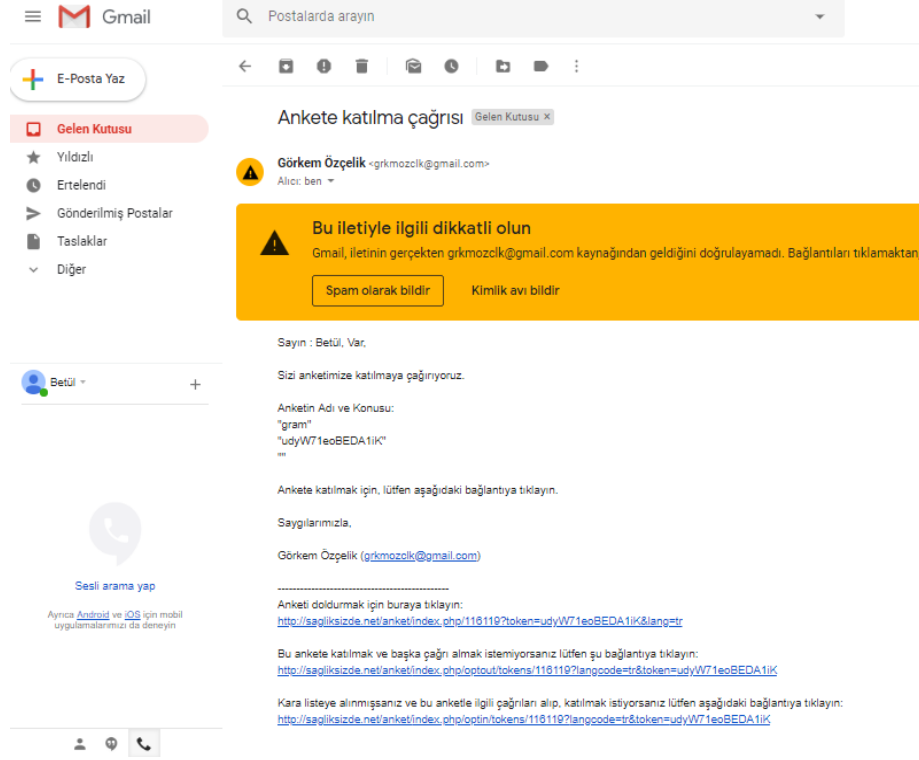 Gmail
Postalarda arayın
E-Posta Yaz
Gelen Kutusu
Yıldızlı
Ertelendi
Gönderilmiş Postalar
Taslaklar
Diğer
Betül
Sesli arama yap
Ayrıca Android ve iOS için mobil
uygulamalarımızı da deneyin
Ankete katılma çağrısı Gelen Kutusu ×
Görkem Özçelik <grkmozclk@gmail.com>
Alıcı: ben
Bu iletiyle ilgili dikkatli olun
Gmail, iletinin gerçekten grkmozclk@gmail.com kaynağından geldiğini doğrulayamadı. Bağlantıları tıklamaktan,
Spam olarak bildir Kimlik avı bildir
Sayın : Betül, Var,
Sizi anketimize katılmaya çağırıyoruz.
Anketin Adı ve Konusu:
"gram"
"udyW71eoBEDA1iK"
""
Ankete katılmak için, lütfen aşağıdaki bağlantıya tıklayın.
Saygılarımızla,
Görkem Özçelik (grkmozclk@gmail.com)
----------------------------------------------
Anketi doldurmak için buraya tıklayın:
http://sagliksizde.net/anket/index.php/116119?token=udyW71eoBEDA1iK&lang=tr
Bu ankete katılmak ve başka çağrı almak istemiyorsanız lütfen şu bağlantıya tıklayın:
http://sagliksizde.net/anket/index.php/optout/tokens/116119?langcode=tr&token=udyW71eoBEDA1iK
Kara listeye alınmışsanız ve bu anketle ilgili çağrıları alıp, katılmak istiyorsanız lütfen aşağıdaki bağlantıya tıklayın:
http://sagliksizde.net/anket/index.php/optin/tokens/116119?langcode=tr&token=udyW71eoBEDA1iK